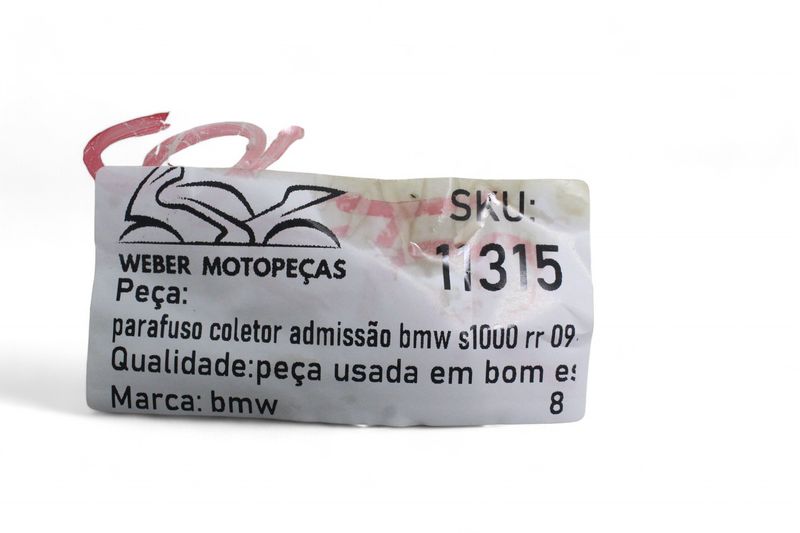 SKU:
11315
WEBER MOTOPEÇAS
Peça:
parafuso coletor admissão bmw s1000 rr 09
Qualidade:peça usada em bom es
Marca: bmw 8